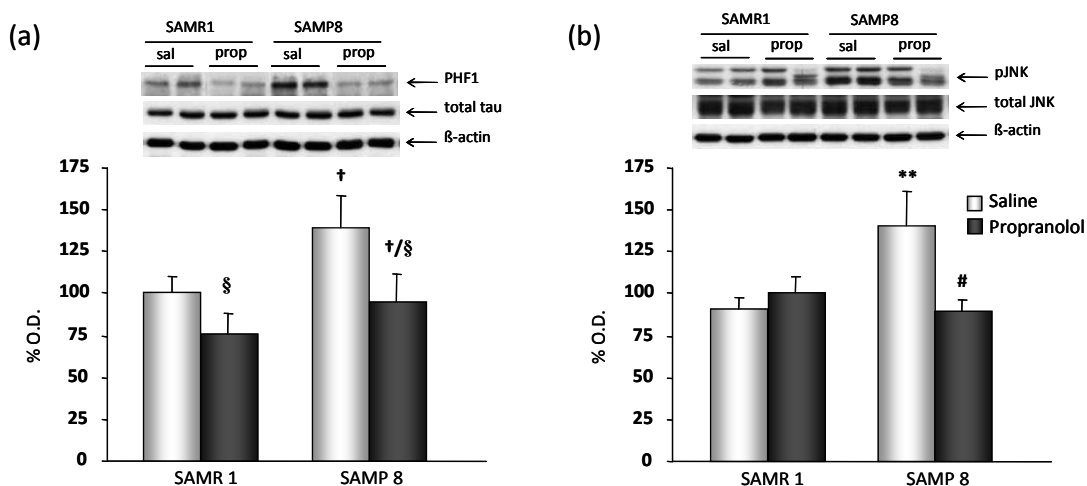 (a)
SAMR1 SAMP8
sal prop sal prop
PHF1
total tau
ß-actin
175
150
125
100
75
50
25
0
% O.D.
†
§
†/§
SAMR 1 SAMP 8
(b)
SAMR1 SAMP8
sal prop sal prop
pJNK
total JNK
ß-actin
175
150
125
100
75
50
25
0
% O.D.
**
#
Saline
Propranolol
SAMR 1 SAMP 8